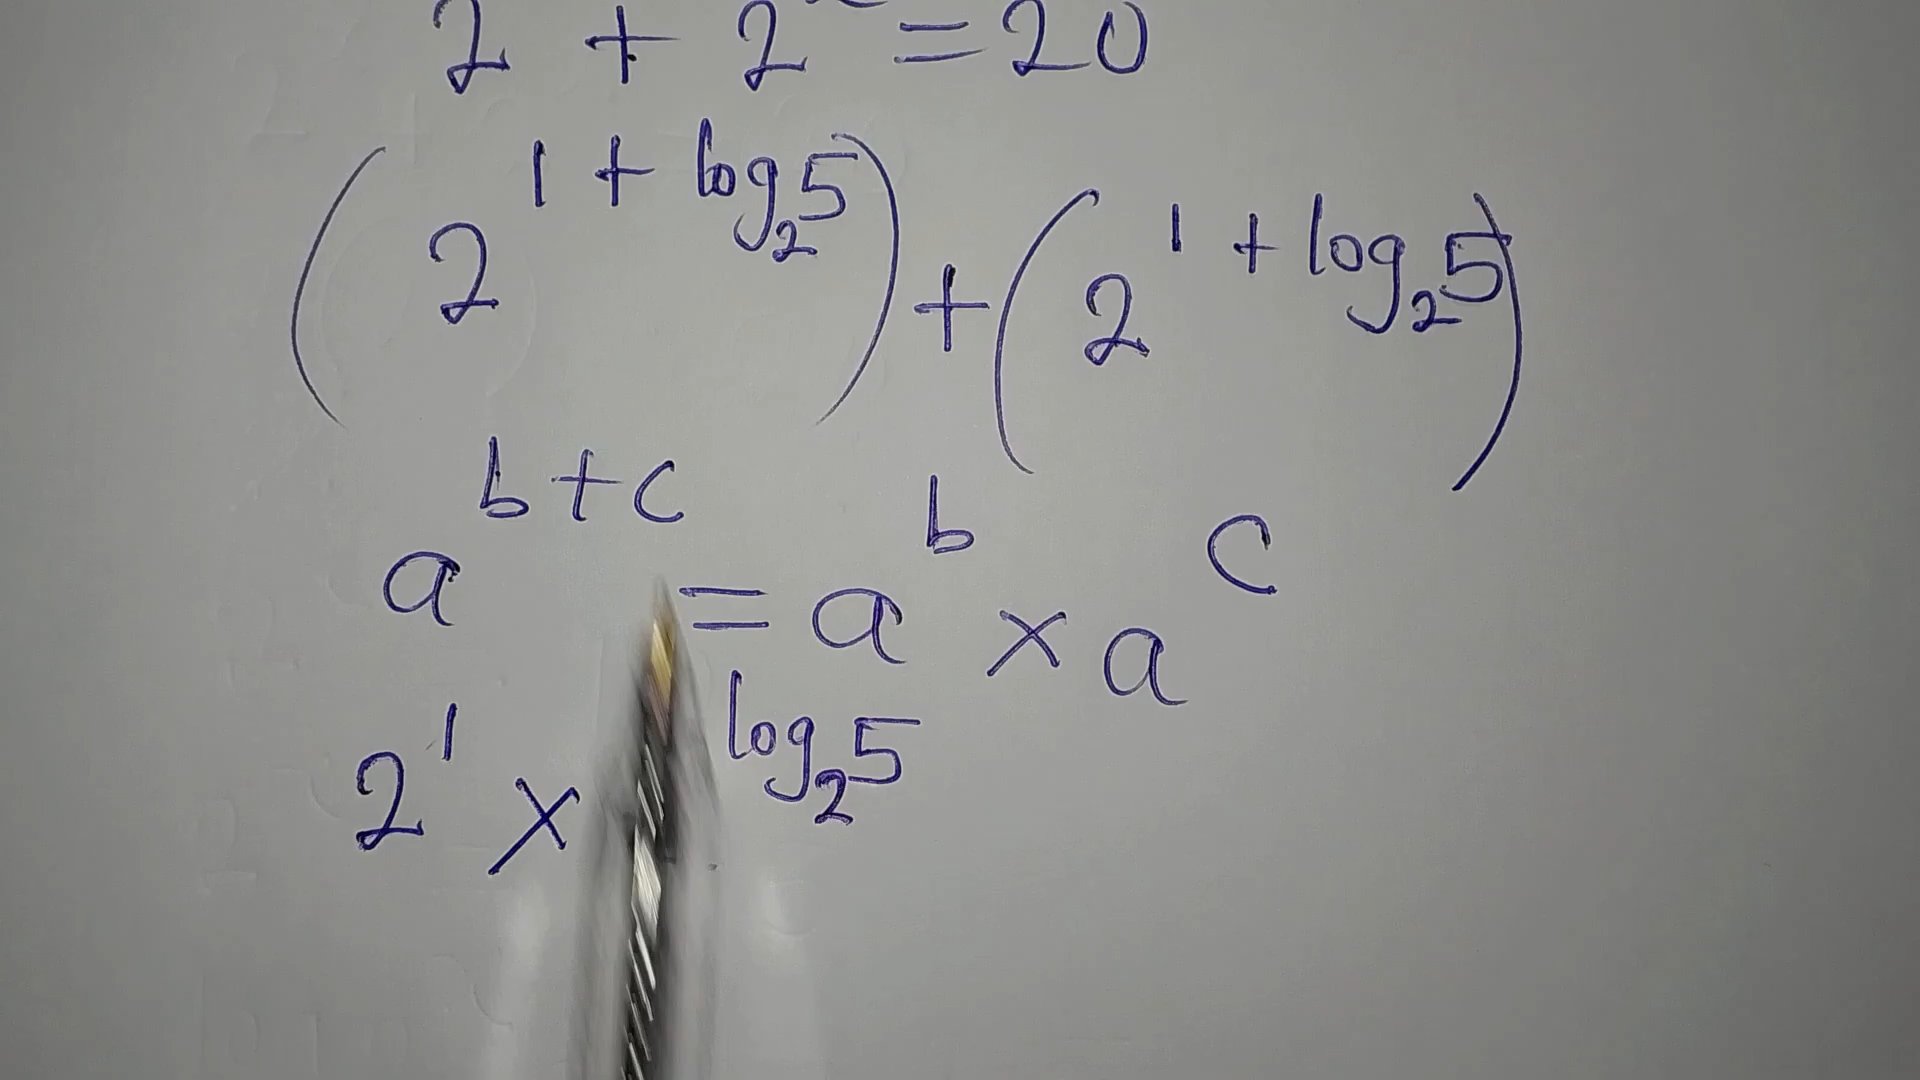 2 + 2 = 20
(2^(1 + log₂5)) + (2^(1 + log₂5))
a^(b+c) = a^b × a^c
2^1 × log₂5